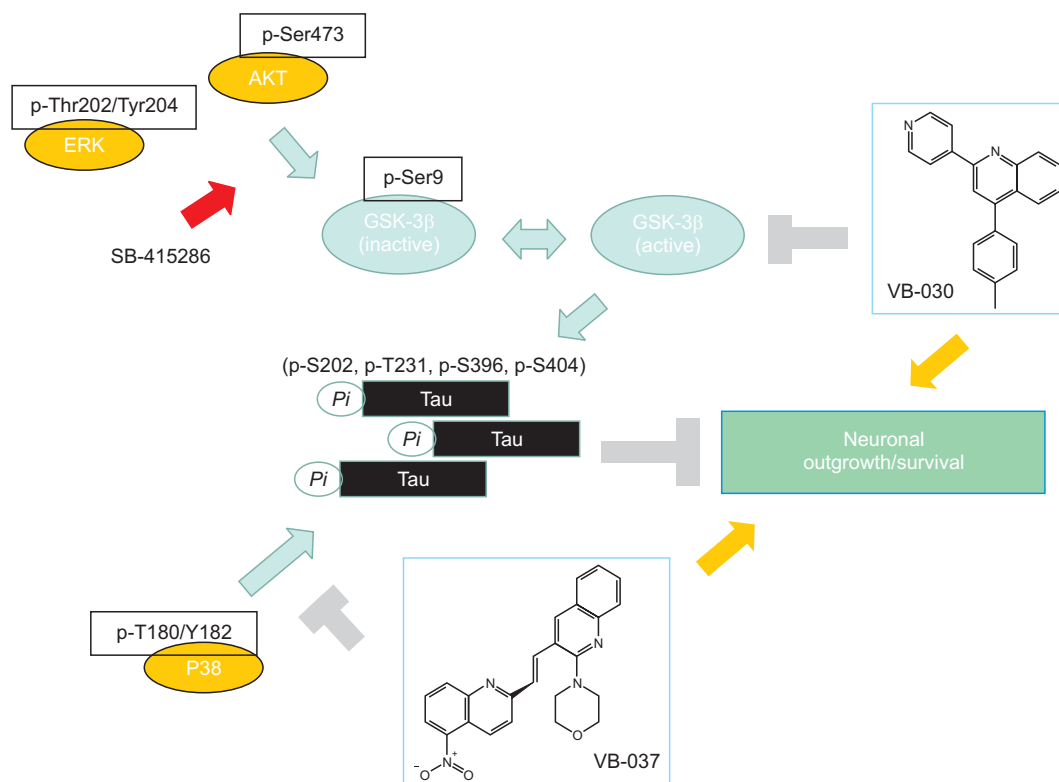 p-Ser473
AKT
p-Thr202/Tyr204
ERK
SB-415286
p-Ser9
GSK-3β
(inactive)
GSK-3β
(active)
N
N
VB-030
(p-S202, p-T231, p-S396, p-S404)
Pi
Tau
Pi
Tau
Pi
Tau
Neuronal
outgrowth/survival
p-T180/Y182
P38
N
N
N
O
N+
-O
O
VB-037